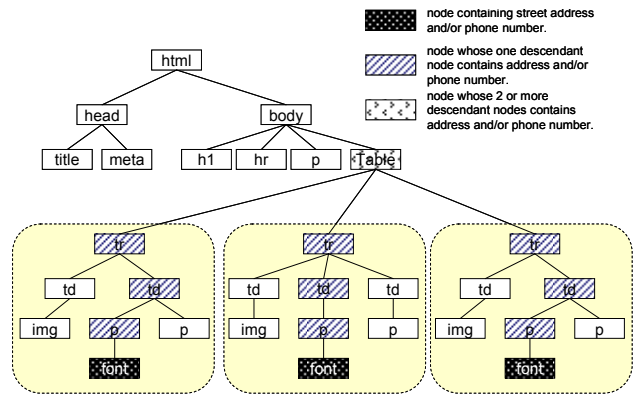 node containing street address
and/or phone number.
node whose one descendant
node contains address and/or
phone number.
node whose 2 or more
descendant nodes contains
address and/or phone number.
html
head body
title meta h1 hr p Table
tr tr tr
td td td td td td td
img p p img p p img p p
font font font